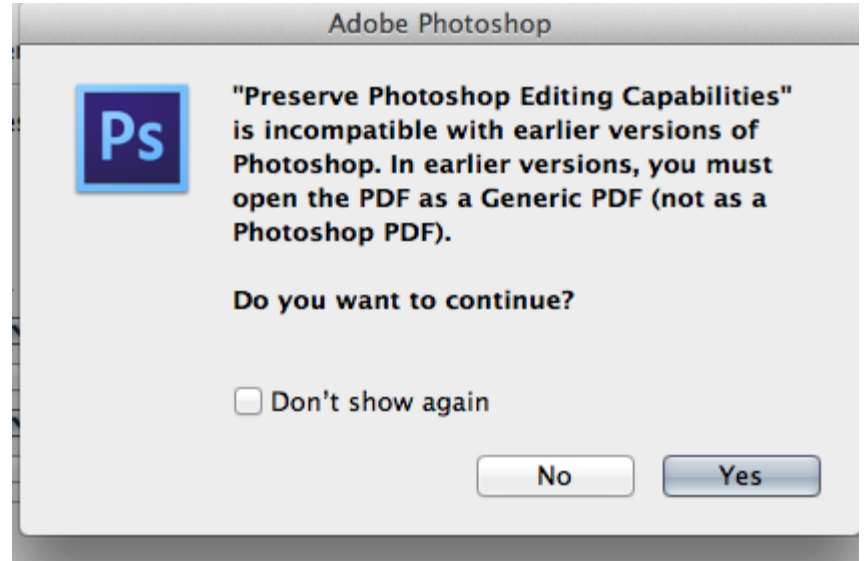 Adobe Photoshop
Ps
"Preserve Photoshop Editing Capabilities"
is incompatible with earlier versions of
Photoshop. In earlier versions, you must
open the PDF as a Generic PDF (not as a
Photoshop PDF).
Do you want to continue?
Don't show again
No
Yes